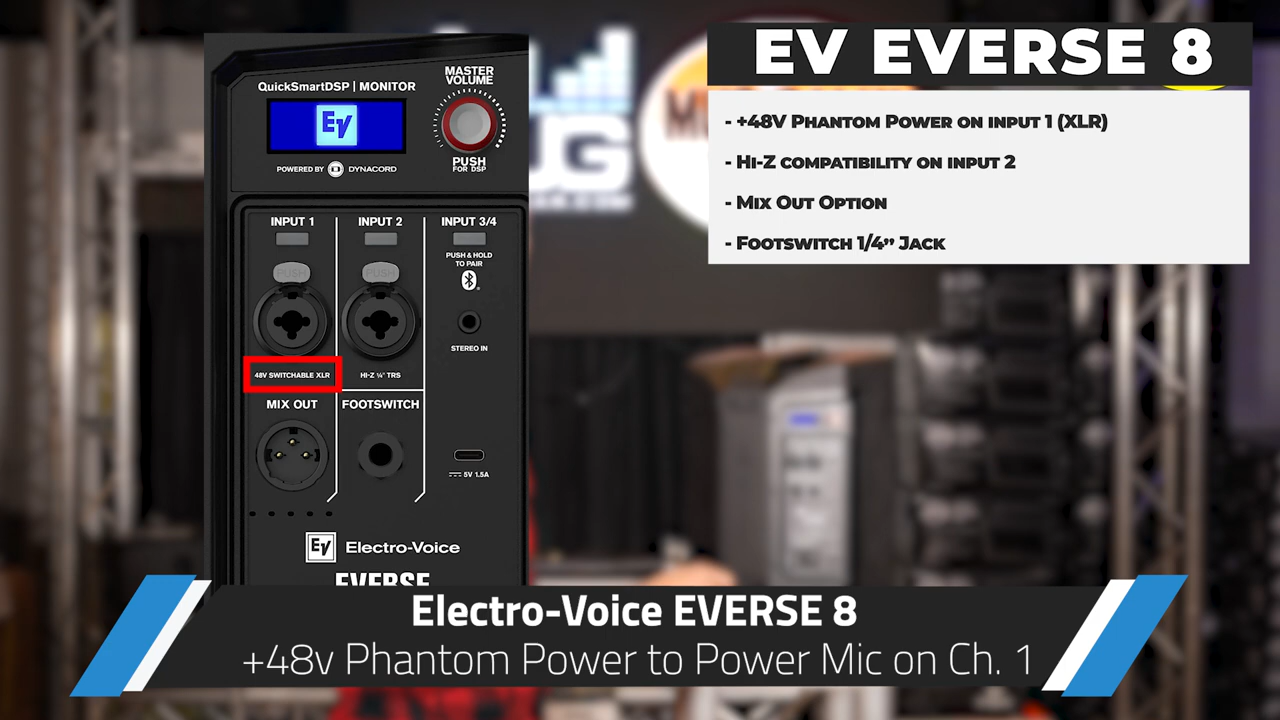 EV EVERSE 8
- +48V Phantom Power on input 1 (XLR)
- Hi-Z compatibility on input 2
- Mix Out Option
- Footswitch 1/4” Jack
QuickSmartDSP | MONITOR
MASTER
VOLUME
EV
POWERED BY DYNACORD
PUSH
FOR DSP
INPUT 1
INPUT 2
INPUT 3/4
PUSH & HOLD
TO PAIR
PUSH
PUSH
STEREO IN
48V SWITCHABLE XLR
HI-Z ¼" TRS
MIX OUT
FOOTSWITCH
5V 1.5A
EV Electro-Voice
EVERSE
Electro-Voice EVERSE 8
+48v Phantom Power to Power Mic on Ch. 1